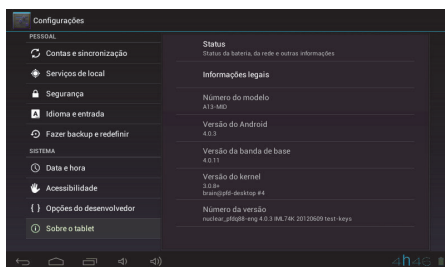 Configurações
PESSOAL
Contas e sincronização
Serviços de local
Segurança
A Idioma e entrada
Fazer backup e redefinir
SISTEMA
Data e hora
Acessibilidade
{ } Opções do desenvolvedor
Sobre o tablet
Status
Status da bateria, da rede e outras informações
Informações legais
Número do modelo
A13-MID
Versão do Android
4.0.3
Versão da banda de base
4.0.11
Versão do kernel
3.0.8+
brain@pfd-desktop #4
Número da versão
nuclear_pfdq88-eng 4.0.3 IML74K 20120609 test-keys
4:46